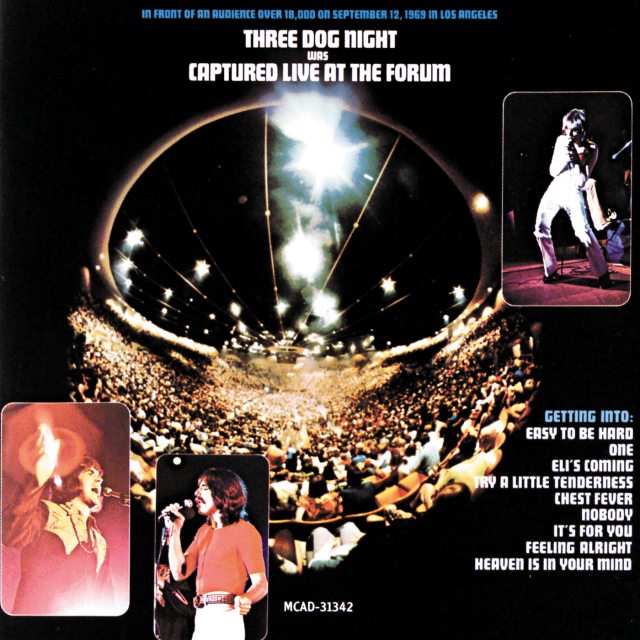 IN FRONT OF AN AUDIENCE OVER 18,000 ON SEPTEMBER 12, 1969 IN LOS ANGELES
THREE DOG NIGHT
WAS
CAPTURED LIVE AT THE FORUM
GETTING INTO:
EASY TO BE HARD
ONE
ELI'S COMING
TRY A LITTLE TENDERNESS
CHEST FEVER
NOBODY
IT'S FOR YOU
FEELING ALRIGHT
HEAVEN IS IN YOUR MIND
MCAD-31342